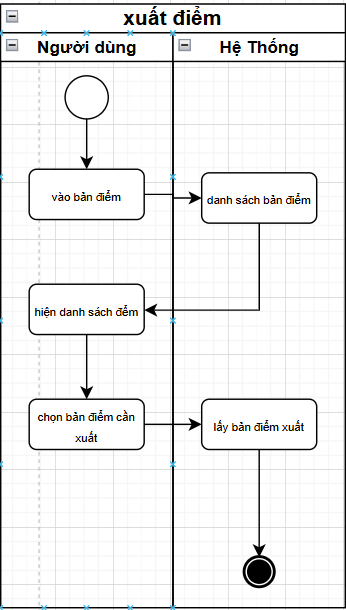 xuất điểm
Người dùng
Hệ Thống
vào bản điểm
danh sách bản điểm
hiện danh sách đểm
chọn bản điểm cần
xuất
lấy bản điểm xuất